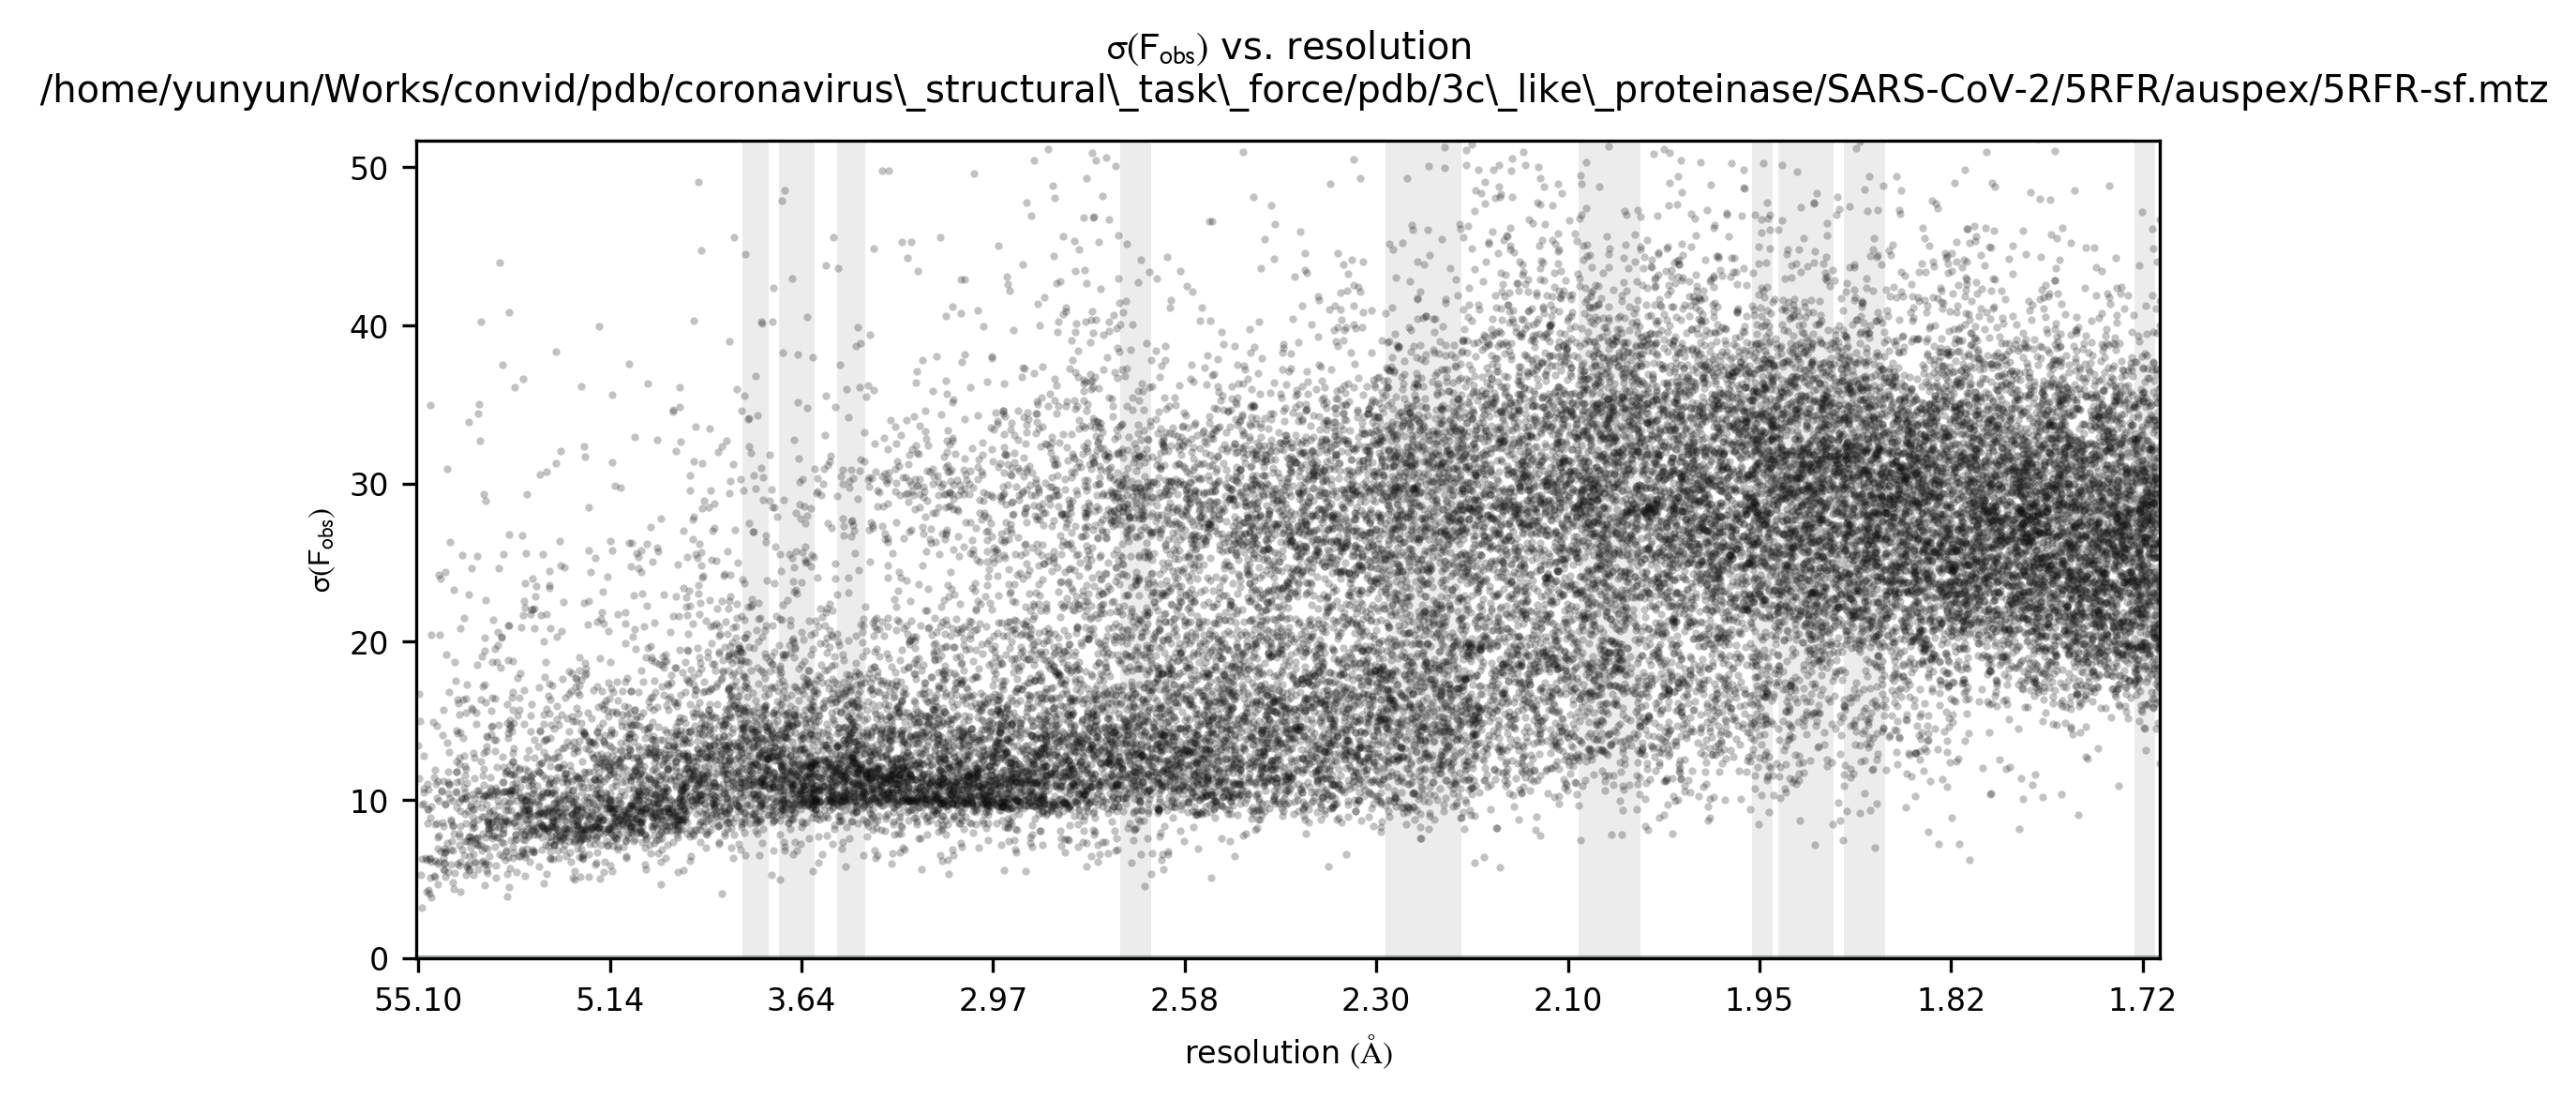 σ(F_obs) vs. resolution
/home/yunyun/Works/convid/pdb/coronavirus\_structural\_task\_force/pdb/3c\_like\_proteinase/SARS-CoV-2/5RFR/auspex/5RFR-sf.mtz
50
40
30
20
10
0
σ(F_obs)
55.10 5.14 3.64 2.97 2.58 2.30 2.10 1.95 1.82 1.72
resolution (Å)